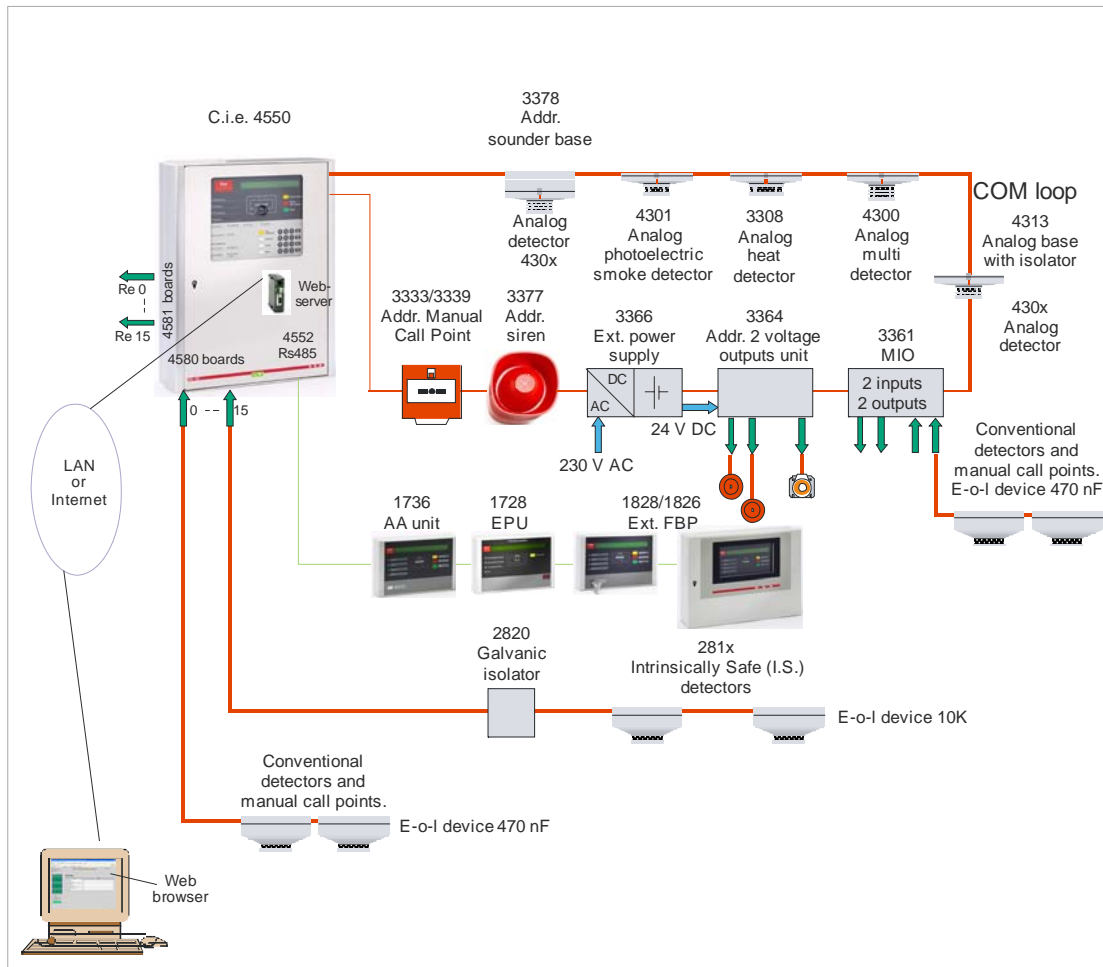 C.i.e. 4550
3378
Addr.
sounder base
Analog
detector
430x
4301
Analog
photoelectric
smoke detector
3308
Analog
heat
detector
4300
Analog
multi
detector
COM loop
4313
Analog base
with isolator
430x
Analog
detector
Re 0
Re 15
4581 boards
Web-
server
4580 boards
4552
Rs485
0 -- 15
3333/3339
Addr. Manual
Call Point
3377
Addr.
siren
3366
Ext. power
supply
DC
AC
3364
Addr. 2 voltage
outputs unit
3361
MIO
2 inputs
2 outputs
24 V DC
230 V AC
Conventional
detectors and
manual call points.
E-o-l device 470 nF
LAN
or
Internet
1736
AA unit
1728
EPU
1828/1826
Ext. FBP
2820
Galvanic
isolator
281x
Intrinsically Safe (I.S.)
detectors
E-o-l device 10K
Conventional
detectors and
manual call points.
E-o-l device 470 nF
Web
browser